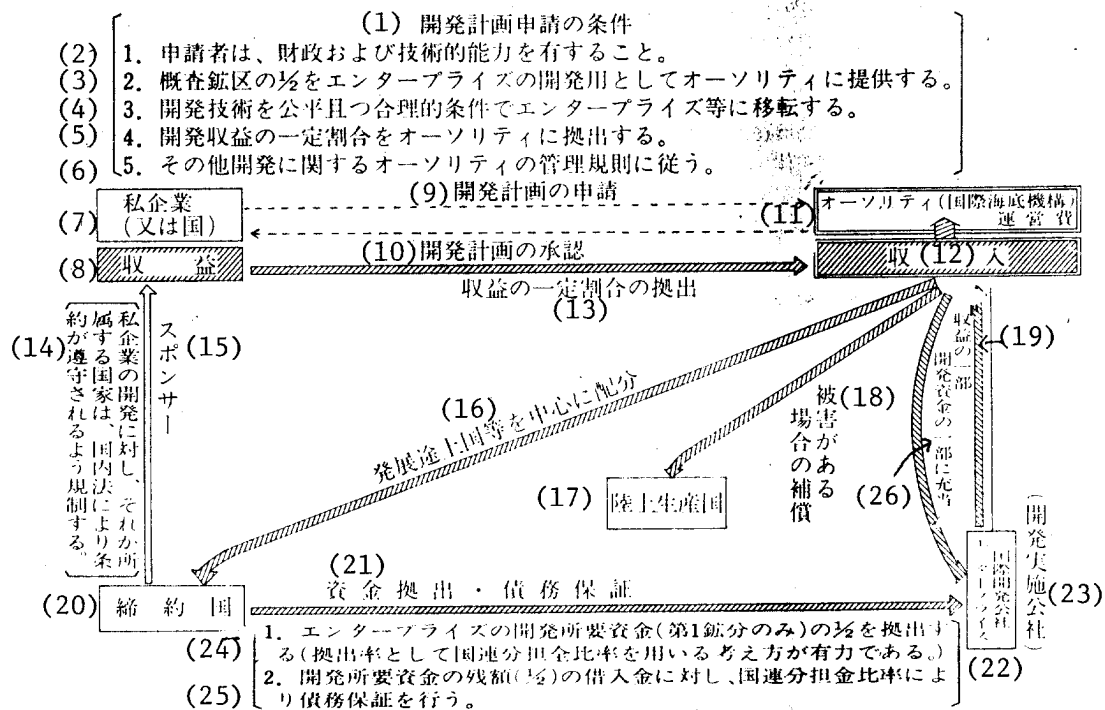 (1) 開発計画申請の条件
(2) 1. 申請者は、財政および技術的能力を有すること。
(3) 2. 概査鉱区の½をエンタープライズの開発用としてオーソリティに提供する。
(4) 3. 開発技術を公平且つ合理的条件でエンタープライズ等に移転する。
(5) 4. 開発収益の一定割合をオーソリティに拠出する。
(6) 5. その他開発に関するオーソリティの管理規則に従う。
(7) 私企業
(又は国)
(9) 開発計画の申請
(11) オーソリティ(国際海底機構)
運営費
(8) 収益
(10) 開発計画の承認
収(12)入
収益の一定割合の拠出
(13)
(14) 私企業の開発に対し、それが所
属する国家は、国内法により条
約が遵守されるよう規制する。
スポンサー (15)
(16)
発展途上国等を中心に配分
被害がある
場合の補償
(18)
収益の一部
(19)
開発資金の一部に充当
(26)
(17) 陸上生産国
(20) 締約国
(21)
資金拠出・債務保証
国際開発公社
エンタープライズ
(22)
(開発実施公社)
(23)
(24) 1. エンタープライズの開発所要資金(第1鉱分のみ)の½を拠出す
る(拠出率として国連分担金比率を用いる考え方が有力である。)
(25) 2. 開発所要資金の残額(½)の借入金に対し、国連分担金比率によ
り債務保証を行う。